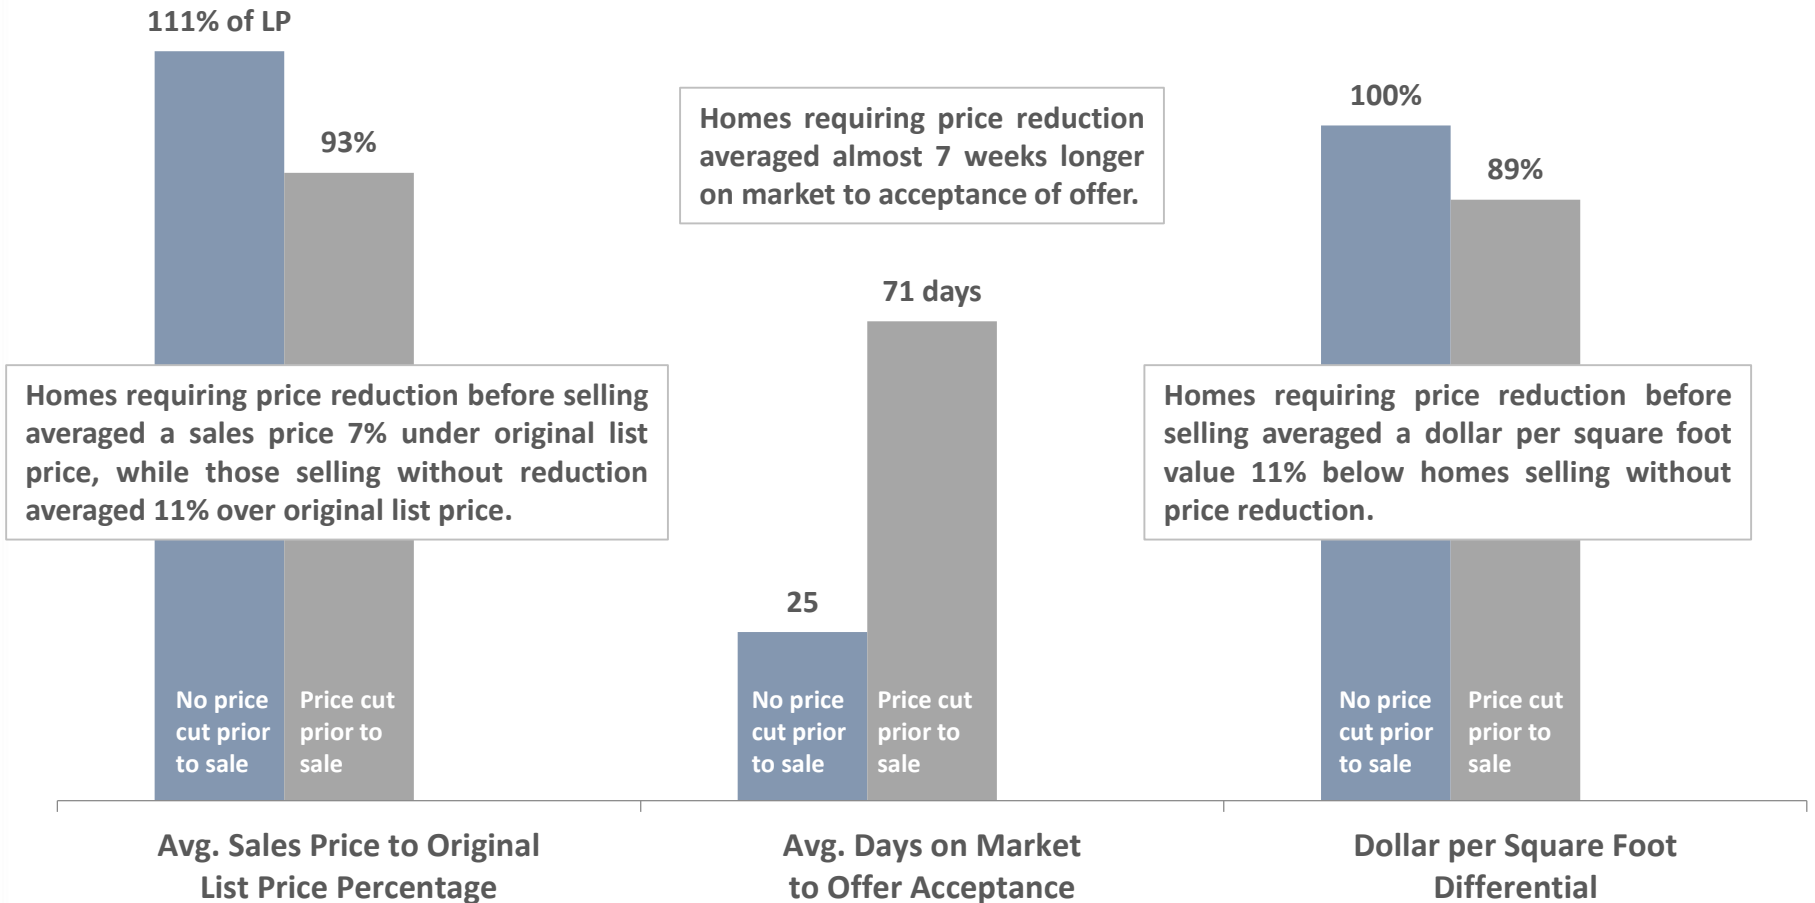 111% of LP
93%
Homes requiring price reduction before selling
averaged a sales price 7% under original list
price, while those selling without reduction
averaged 11% over original list price.
No price
cut prior
to sale
Price cut
prior to
sale
Avg. Sales Price to Original
List Price Percentage
Homes requiring price reduction
averaged almost 7 weeks longer
on market to acceptance of offer.
71 days
25
No price
cut prior
to sale
Price cut
prior to
sale
Avg. Days on Market
to Offer Acceptance
100%
89%
Homes requiring price reduction before
selling averaged a dollar per square foot
value 11% below homes selling without
price reduction.
No price
cut prior
to sale
Price cut
prior to
sale
Dollar per Square Foot
Differential